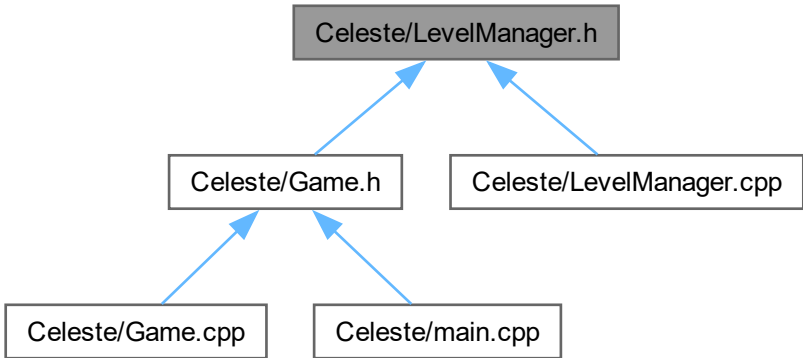 Celeste/LevelManager.h
Celeste/Game.h
Celeste/LevelManager.cpp
Celeste/Game.cpp
Celeste/main.cpp